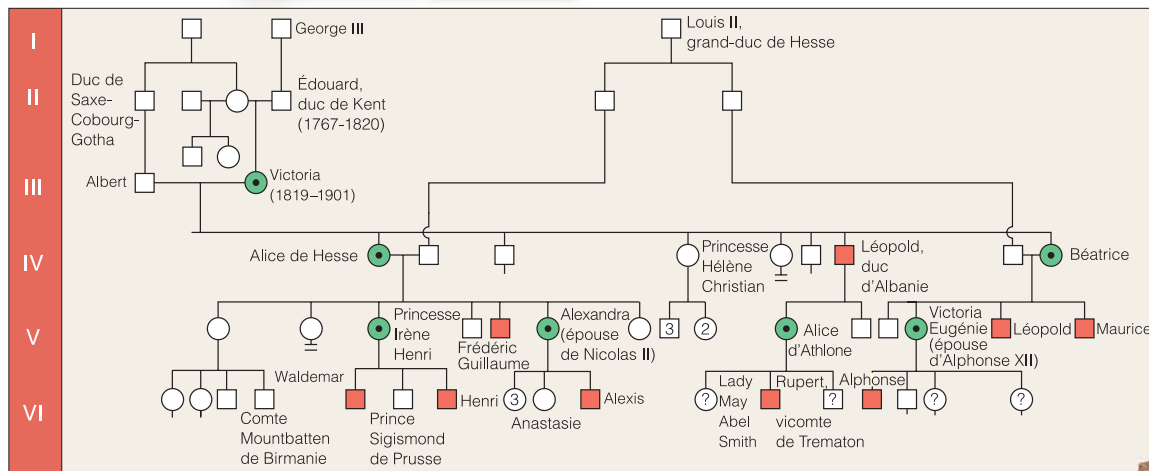 I
George III
Louis II,
grand-duc de Hesse
II
Duc de
Saxe-
Cobourg-
Gotha
Édouard,
duc de Kent
(1767-1820)
III
Albert
Victoria
(1819–1901)
IV
Alice de Hesse
Princesse
Hélène
Christian
Léopold,
duc
d'Albanie
Béatrice
V
Princesse
Irène
Henri
Frédéric
Guillaume
Alexandra
(épouse
de Nicolas II)
3
2
Alice
d'Athlone
Victoria
Eugénie
(épouse
d'Alphonse XII)
Léopold
Maurice
VI
Comte
Mountbatten
de Birmanie
Waldemar
Prince
Sigismond
de Prusse
Henri
3
Anastasie
Alexis
?
Lady
May
Abel
Smith
Rupert,
vicomte
de Trematon
?
Alphonse
?
?